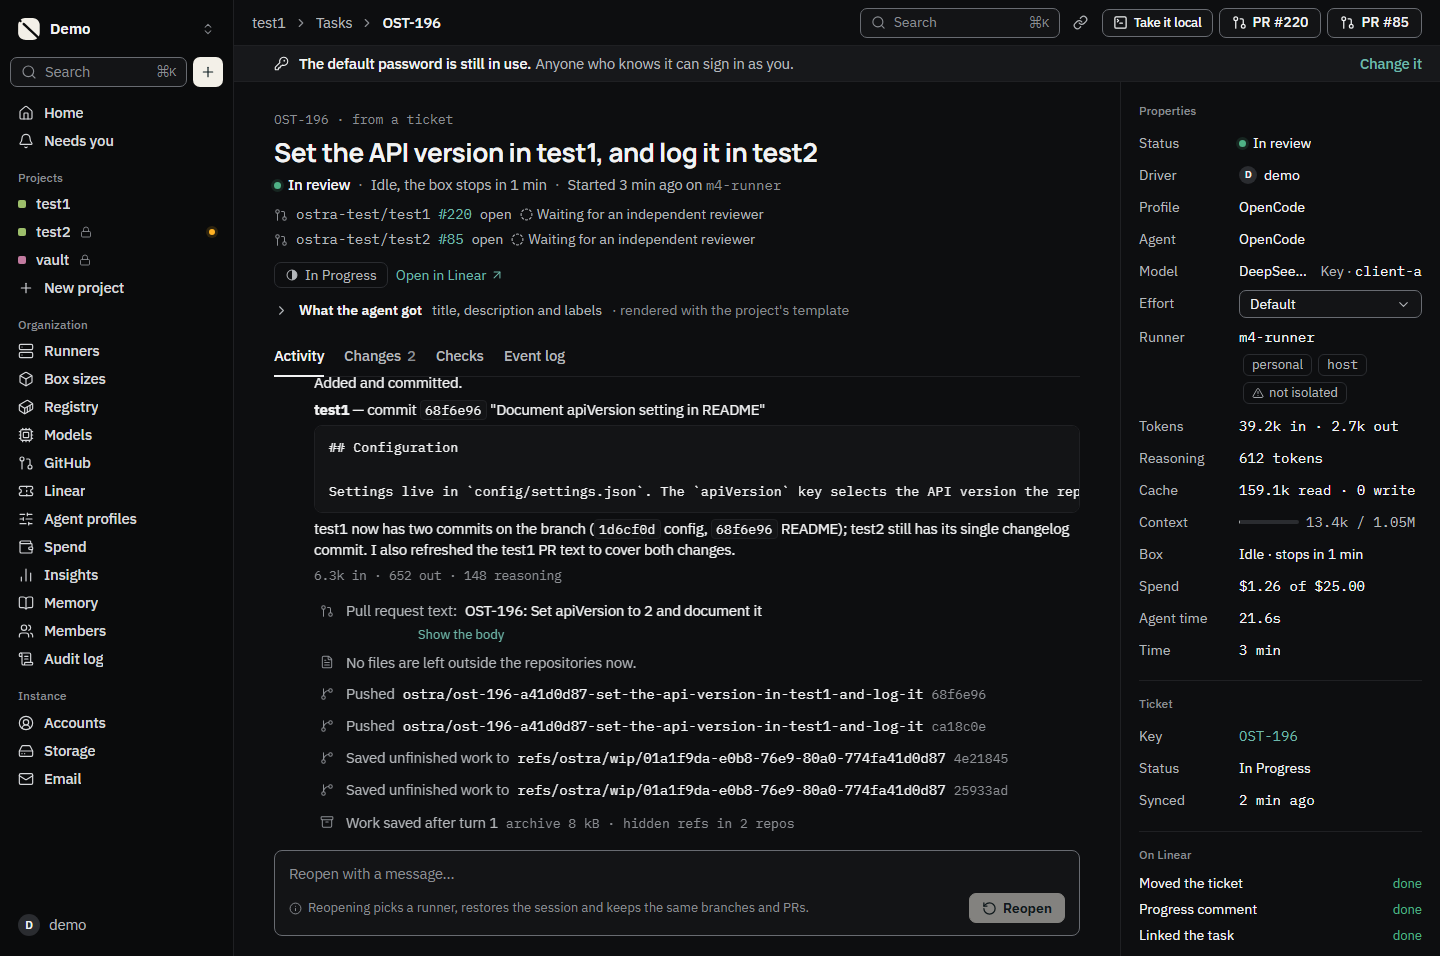 Demo
Search ⌘K
Home
Needs you
Projects
test1
test2
vault
New project
Organization
Runners
Box sizes
Registry
Models
GitHub
Linear
Agent profiles
Spend
Insights
Memory
Members
Audit log
Instance
Accounts
Storage
Email
D demo
test1 > Tasks > OST-196
Search ⌘K
Take it local
PR #220
PR #85
The default password is still in use. Anyone who knows it can sign in as you.
Change it
OST-196 · from a ticket
Set the API version in test1, and log it in test2
In review · Idle, the box stops in 1 min · Started 3 min ago on m4-runner
ostra-test/test1 #220 open Waiting for an independent reviewer
ostra-test/test2 #85 open Waiting for an independent reviewer
In Progress Open in Linear ↗
What the agent got title, description and labels · rendered with the project's template
Activity Changes 2 Checks Event log
Added and committed.
test1 — commit 68f6e96 "Document apiVersion setting in README"
## Configuration
Settings live in `config/settings.json`. The `apiVersion` key selects the API version the rep
test1 now has two commits on the branch (1d6cf0d config, 68f6e96 README); test2 still has its single changelog
commit. I also refreshed the test1 PR text to cover both changes.
6.3k in · 652 out · 148 reasoning
Pull request text: OST-196: Set apiVersion to 2 and document it
Show the body
No files are left outside the repositories now.
Pushed ostra/ost-196-a41d0d87-set-the-api-version-in-test1-and-log-it 68f6e96
Pushed ostra/ost-196-a41d0d87-set-the-api-version-in-test1-and-log-it ca18c0e
Saved unfinished work to refs/ostra/wip/01a1f9da-e0b8-76e9-80a0-774fa41d0d87 4e21845
Saved unfinished work to refs/ostra/wip/01a1f9da-e0b8-76e9-80a0-774fa41d0d87 25933ad
Work saved after turn 1 archive 8 kB · hidden refs in 2 repos
Reopen with a message...
Reopening picks a runner, restores the session and keeps the same branches and PRs.
Reopen
Properties
Status In review
Driver D demo
Profile OpenCode
Agent OpenCode
Model DeepSee... Key · client-a
Effort Default
Runner m4-runner
personal host
not isolated
Tokens 39.2k in · 2.7k out
Reasoning 612 tokens
Cache 159.1k read · 0 write
Context 13.4k / 1.05M
Box Idle · stops in 1 min
Spend $1.26 of $25.00
Agent time 21.6s
Time 3 min
Ticket
Key OST-196
Status In Progress
Synced 2 min ago
On Linear
Moved the ticket done
Progress comment done
Linked the task done